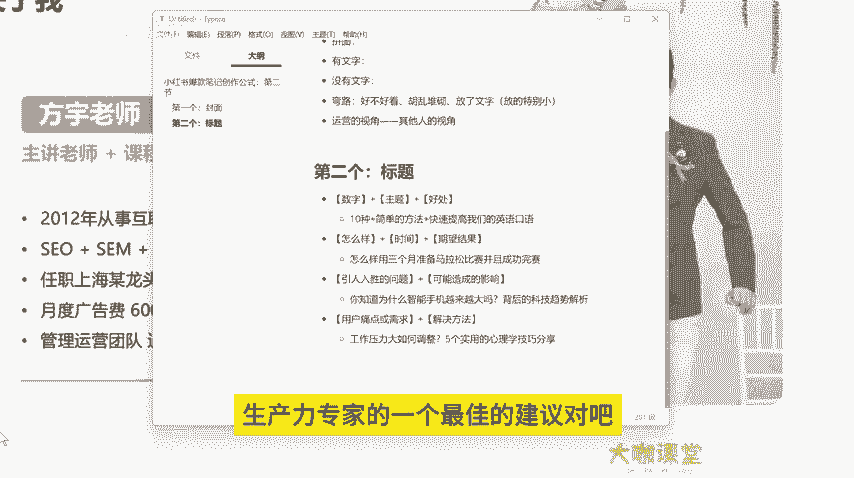 Untitled - Typora
文件(F) 编辑(E) 段落(P) 格式(O) 视图(V) 主题(T) 帮助(H)
文件 大纲
小红书爆款笔记创作公式：第二
节
第一个：封面
第二个：标题
拼图：
有文字：
没有文字：
弯路：好不好看、胡乱堆砌、放了文字（放的特别小）
运营的视角——其他人的视角
第二个：标题
【数字】+【主题】+【好处】
10种+简单的方法+快速提高我们的英语口语
【怎么样】+【时间】+【期望结果】
怎么样用三个月准备马拉松比赛并且成功完赛
【引人入胜的问题】+【可能造成的影响】
你知道为什么智能手机越来越大吗？背后的科技趋势解析
【用户痛点或需求】+【解决方法】
工作压力大如何调整？5个实用的心理学技巧分享
方宇老师
主讲老师 + 课程
2012年从事互联
SEO + SEM +
任职上海某龙头
月度广告费 600
管理运营团队
生产力专家的一个最佳的建议对吧
大咖课堂